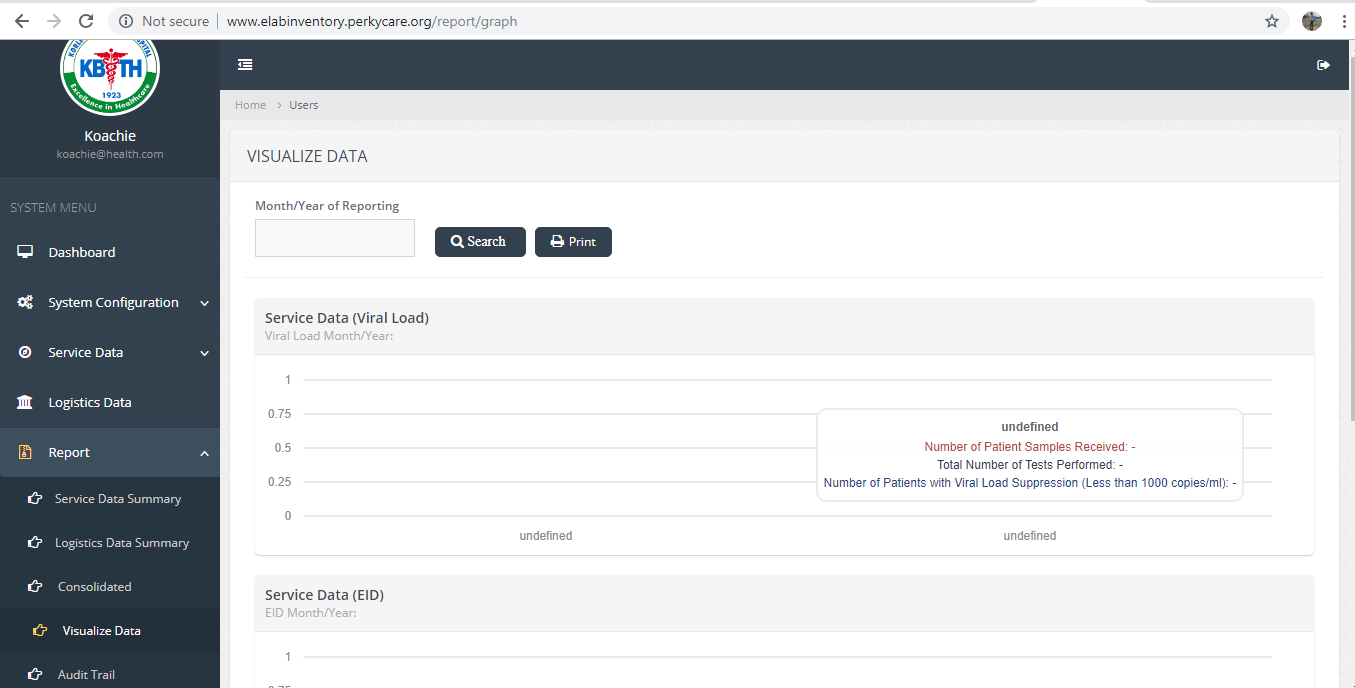 Not secure | www.elabinventory.perkycare.org/report/graph
KBTH
1923
Excellence in Healthcare
Koachie
koachie@health.com
SYSTEM MENU
Dashboard
System Configuration
Service Data
Logistics Data
Report
Service Data Summary
Logistics Data Summary
Consolidated
Visualize Data
Audit Trail
Home > Users
VISUALIZE DATA
Month/Year of Reporting
Search Print
Service Data (Viral Load)
Viral Load Month/Year:
1
0.75
0.5
0.25
0
undefined
Number of Patient Samples Received: -
Total Number of Tests Performed: -
Number of Patients with Viral Load Suppression (Less than 1000 copies/ml): -
undefined undefined
Service Data (EID)
EID Month/Year:
1
0.75